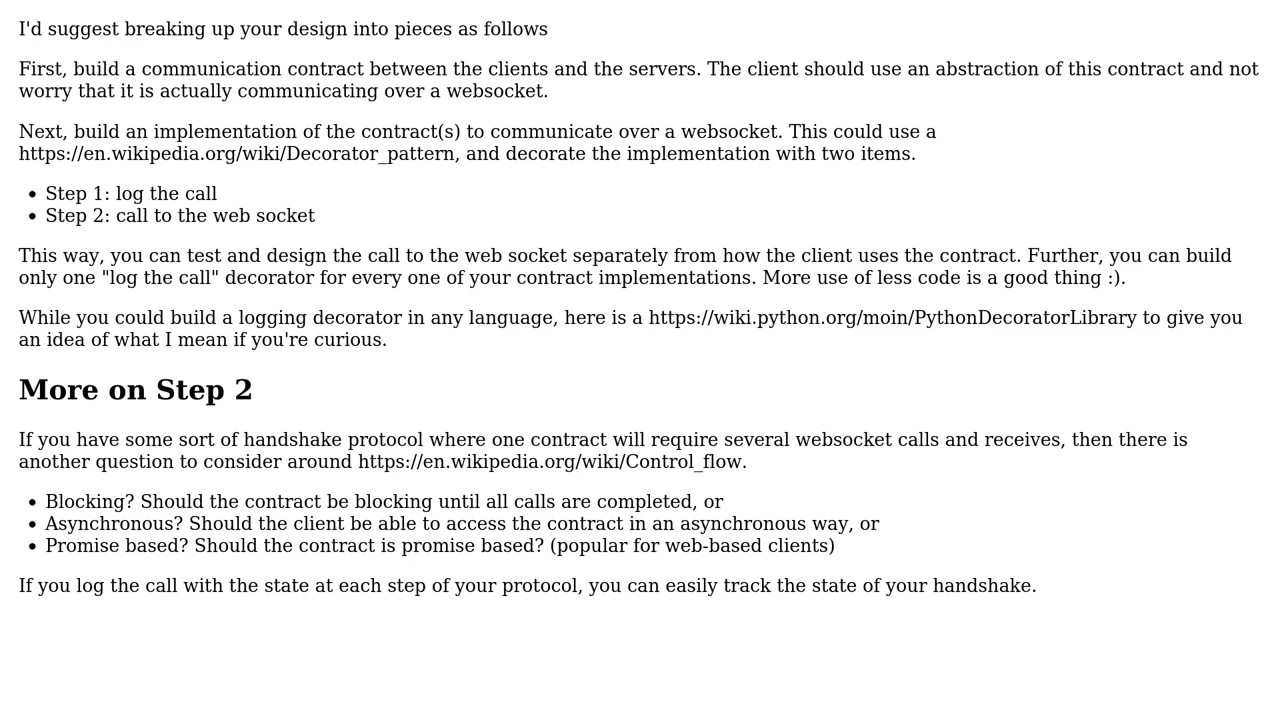 I'd suggest breaking up your design into pieces as follows
First, build a communication contract between the clients and the servers. The client should use an abstraction of this contract and not
worry that it is actually communicating over a websocket.
Next, build an implementation of the contract(s) to communicate over a websocket. This could use a
https://en.wikipedia.org/wiki/Decorator_pattern, and decorate the implementation with two items.
• Step 1: log the call
• Step 2: call to the web socket
This way, you can test and design the call to the web socket separately from how the client uses the contract. Further, you can build
only one "log the call" decorator for every one of your contract implementations. More use of less code is a good thing :).
While you could build a logging decorator in any language, here is a https://wiki.python.org/moin/PythonDecoratorLibrary to give you
an idea of what I mean if you're curious.
More on Step 2
If you have some sort of handshake protocol where one contract will require several websocket calls and receives, then there is
another question to consider around https://en.wikipedia.org/wiki/Control_flow.
• Blocking? Should the contract be blocking until all calls are completed, or
• Asynchronous? Should the client be able to access the contract in an asynchronous way, or
• Promise based? Should the contract is promise based? (popular for web-based clients)
If you log the call with the state at each step of your protocol, you can easily track the state of your handshake.